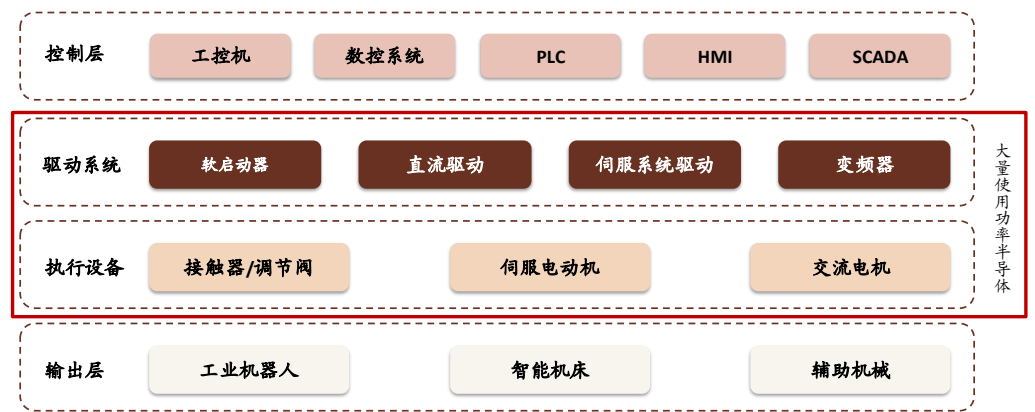 控制层
工控机
数控系统
PLC
HMI
SCADA
驱动系统
软启动器
直流驱动
伺服系统驱动
变频器
执行设备
接触器/调节阀
伺服电动机
交流电机
大量使用功率半导体
输出层
工业机器人
智能机床
辅助机械